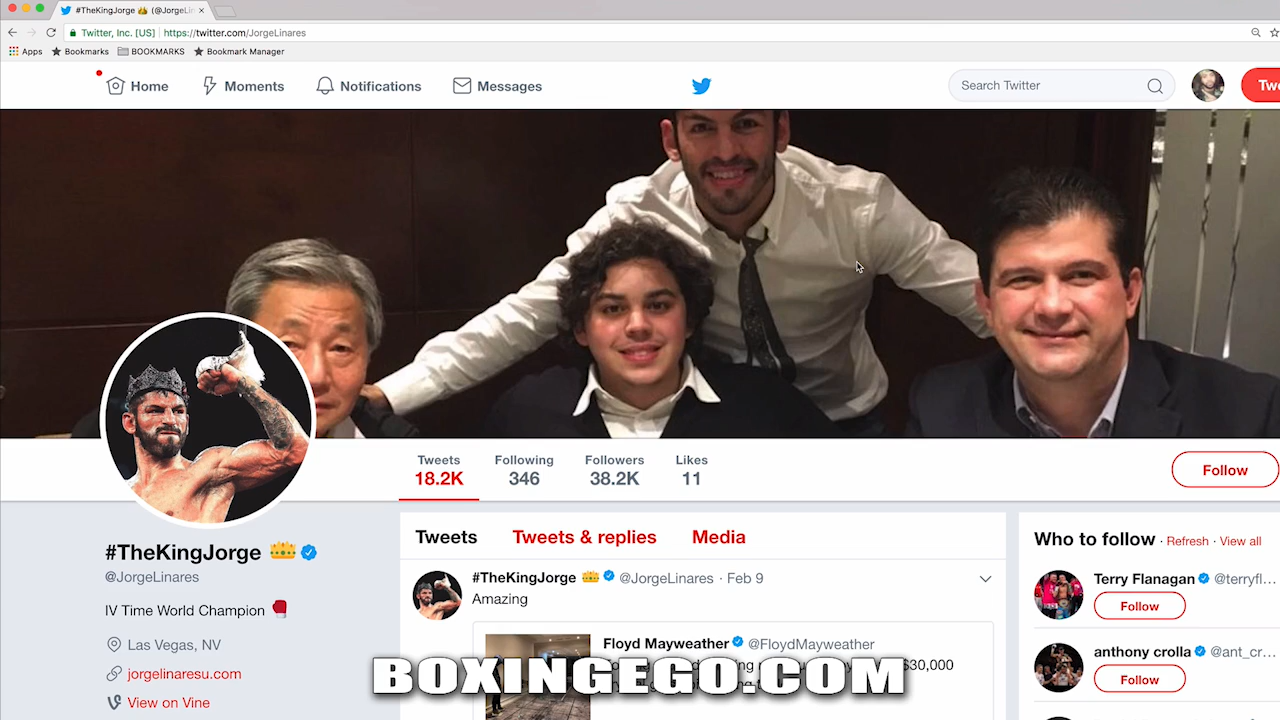 #TheKingJorge 👑 (@JorgeLin
Twitter, Inc. [US] https://twitter.com/JorgeLinares
Apps Bookmarks BOOKMARKS Bookmark Manager
Home Moments Notifications Messages Search Twitter Twe
Tweets Following Followers Likes
18.2K 346 38.2K 11 Follow
#TheKingJorge 👑
@JorgeLinares
IV Time World Champion 🥊
Las Vegas, NV
jorgelinaresu.com
View on Vine
Tweets Tweets & replies Media
#TheKingJorge 👑 @JorgeLinares · Feb 9
Amazing
Floyd Mayweather @FloydMayweather
$30,000
Who to follow · Refresh · View all
Terry Flanagan @terryfl...
Follow
anthony crolla @ant_cr...
Follow
BOXINGEGO.COM